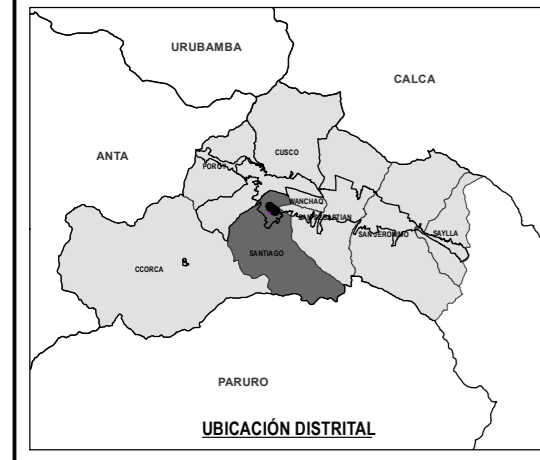 URUBAMBA
CALCA
CUSCO
ANTA
POROY
WANCHAQ
SAN SEBASTIAN
SAN JERONIMO
SAYLLA
SANTIAGO
CCORCA
PARURO
UBICACIÓN DISTRITAL